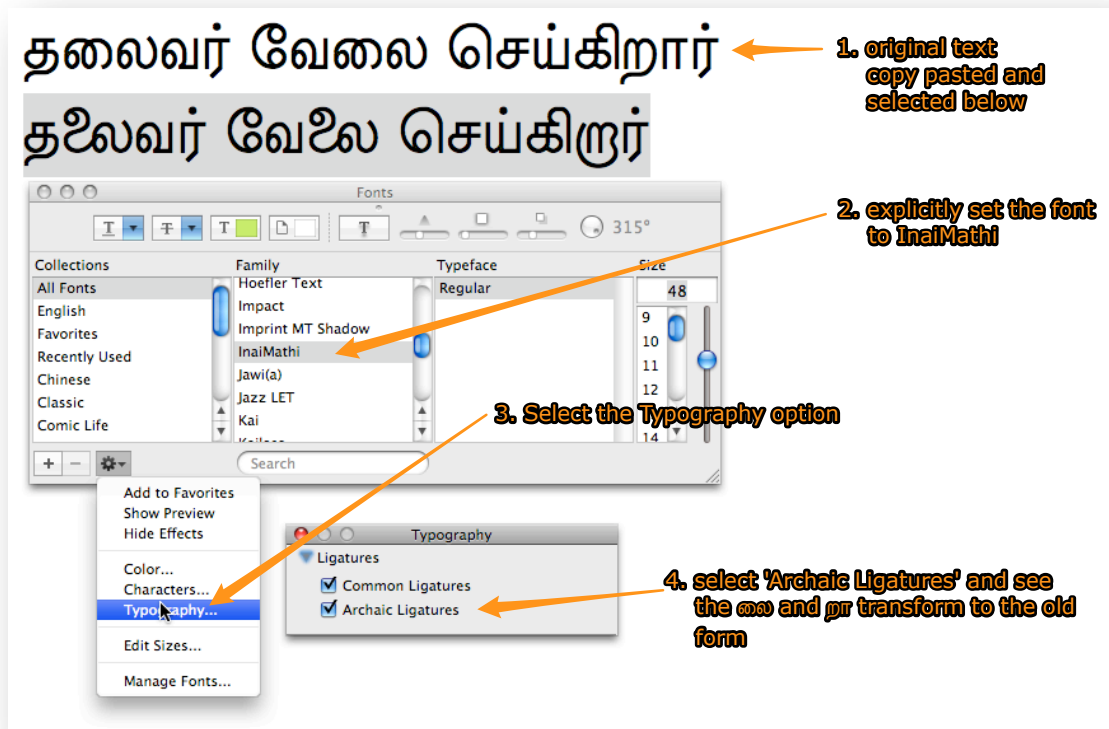 தலைவர் வேலை செய்கிறார்
தலைவர் வேலை செய்கிறார்
1. original text
copy pasted and
selected below
Fonts
2. explicitly set the font
to InaiMathi
T T T T 315°
Collections Family Typeface Size
All Fonts Hoefler Text Regular 48
English Impact 9
Favorites Imprint MT Shadow 10
Recently Used InaiMathi 11
Chinese Jawi(a) 12
Classic Jazz LET
Comic Life Kai 14
3. Select the Typography option
Search
Add to Favorites
Show Preview
Hide Effects
Color...
Characters...
Typography...
Edit Sizes...
Manage Fonts...
Typography
Ligatures
Common Ligatures
Archaic Ligatures
4. select 'Archaic Ligatures' and see
the லை and றா transform to the old
form